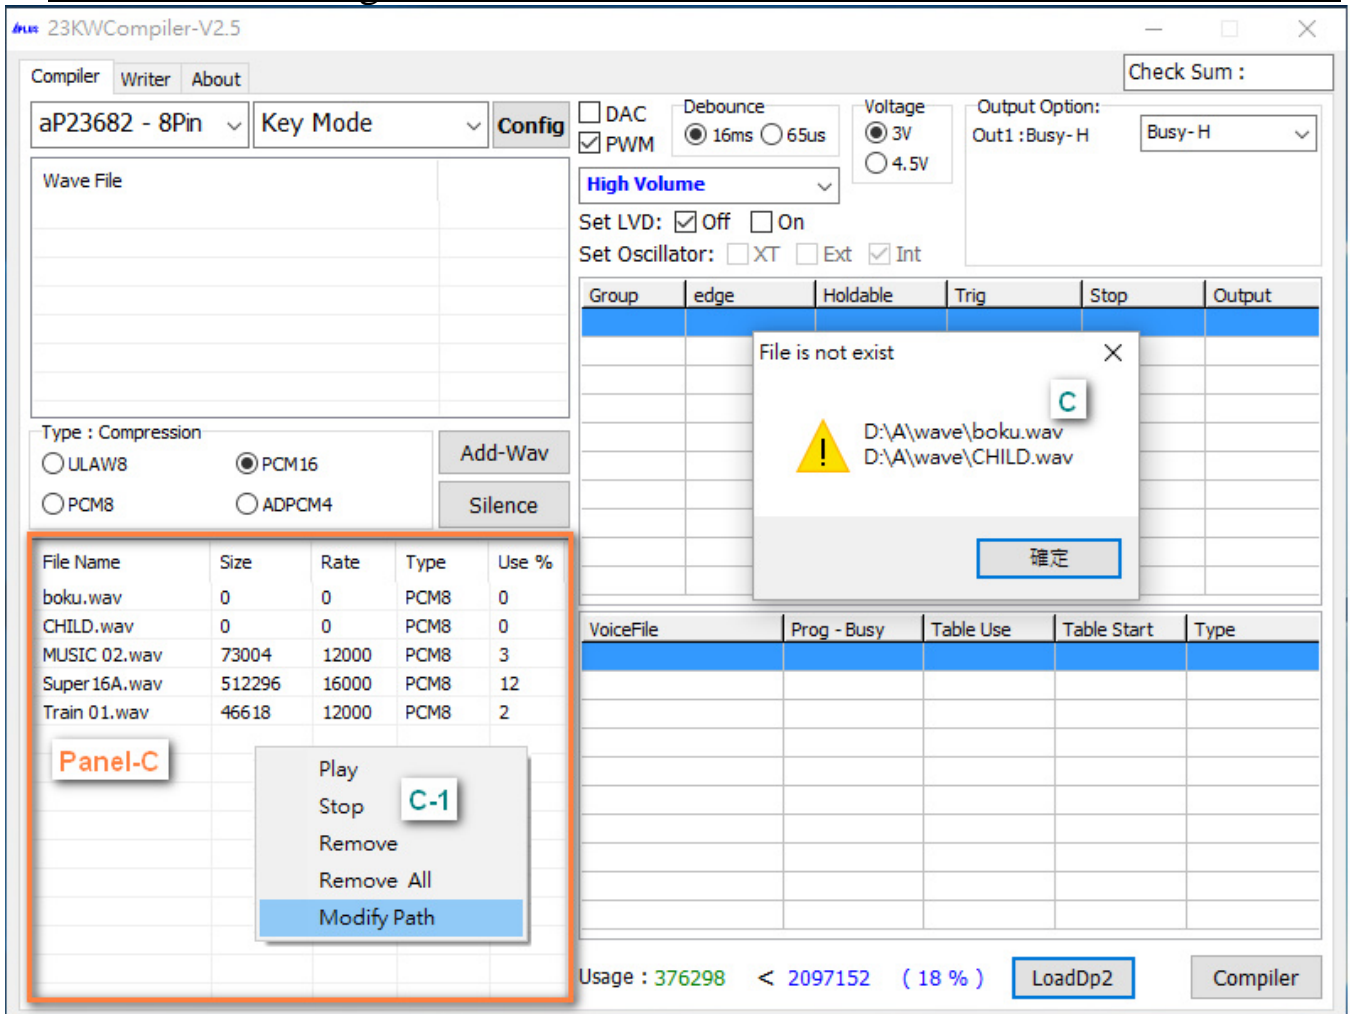 APLUS 23KWCompiler-V2.5
Compiler Writer About
Check Sum :
aP23682 - 8Pin Key Mode Config
Wave File
DAC
PWM
Debounce
16ms 65us
Voltage
3V
4.5V
Output Option:
Out1 :Busy- H Busy- H
High Volume
Set LVD: Off On
Set Oscillator: XT Ext Int
Group edge Holdable Trig Stop Output
File is not exist
C
D:\A\wave\boku.wav
D:\A\wave\CHILD.wav
確定
Type : Compression
ULAW8 PCM16
PCM8 ADPCM4
Add-Wav
Silence
File Name Size Rate Type Use %
boku.wav 0 0 PCM8 0
CHILD.wav 0 0 PCM8 0
MUSIC 02.wav 73004 12000 PCM8 3
Super16A.wav 512296 16000 PCM8 12
Train 01.wav 46618 12000 PCM8 2
Panel-C
Play
Stop
C-1
Remove
Remove All
Modify Path
VoiceFile Prog - Busy Table Use Table Start Type
Usage : 376298 < 2097152 ( 18 % ) LoadDp2 Compiler